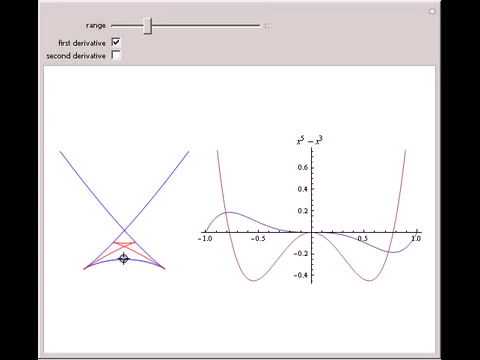 range
first derivative
second derivative
x⁵ − x³
0.6
0.4
0.2
-1.0 -0.5 0.5 1.0
-0.2
-0.4